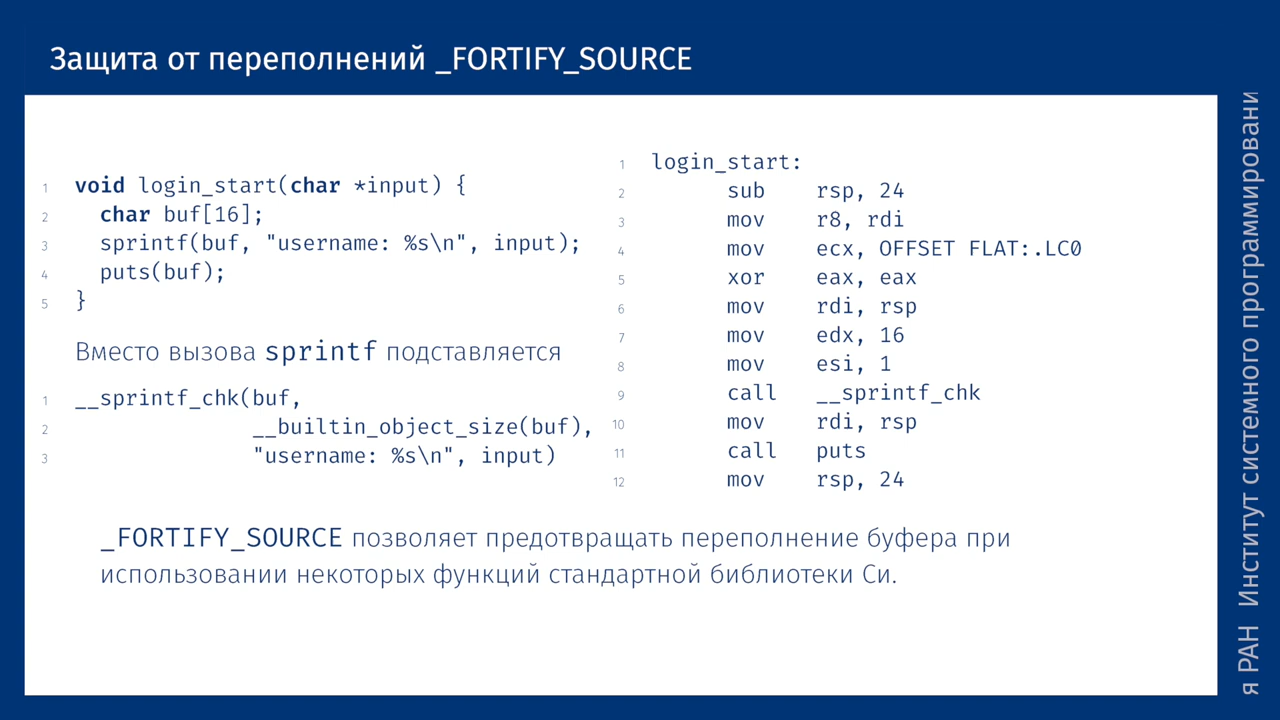 Защита от переполнений _FORTIFY_SOURCE
1 void login_start(char *input) {
2 char buf[16];
3 sprintf(buf, "username: %s\n", input);
4 puts(buf);
5 }
Вместо вызова sprintf подставляется
1 __sprintf_chk(buf,
2 __builtin_object_size(buf),
3 "username: %s\n", input)
1 login_start:
2 sub rsp, 24
3 mov r8, rdi
4 mov ecx, OFFSET FLAT:.LC0
5 xor eax, eax
6 mov rdi, rsp
7 mov edx, 16
8 mov esi, 1
9 call __sprintf_chk
10 mov rdi, rsp
11 call puts
12 mov rsp, 24
_FORTIFY_SOURCE позволяет предотвращать переполнение буфера при
использовании некоторых функций стандартной библиотеки Си.
я РАН Институт системного программировани